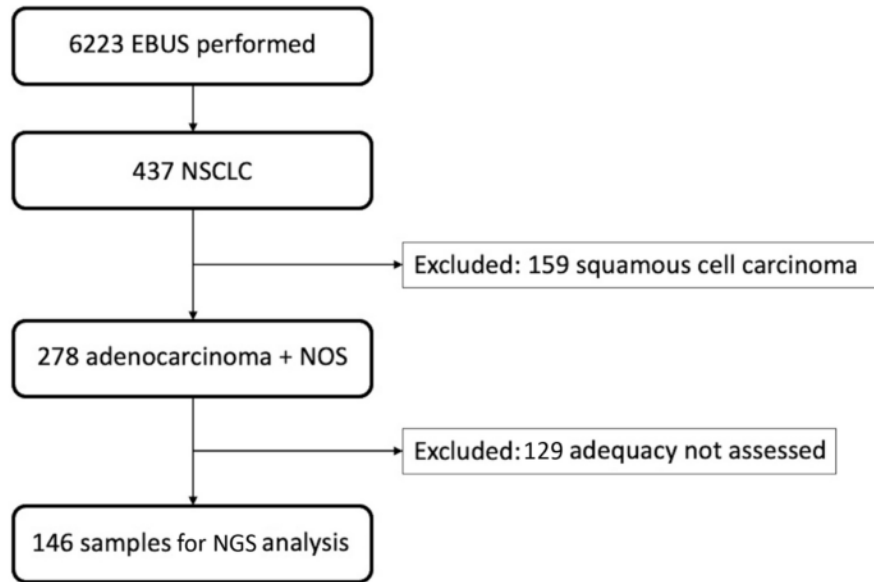 6223 EBUS performed
437 NSCLC
Excluded: 159 squamous cell carcinoma
278 adenocarcinoma + NOS
Excluded: 129 adequacy not assessed
146 samples for NGS analysis